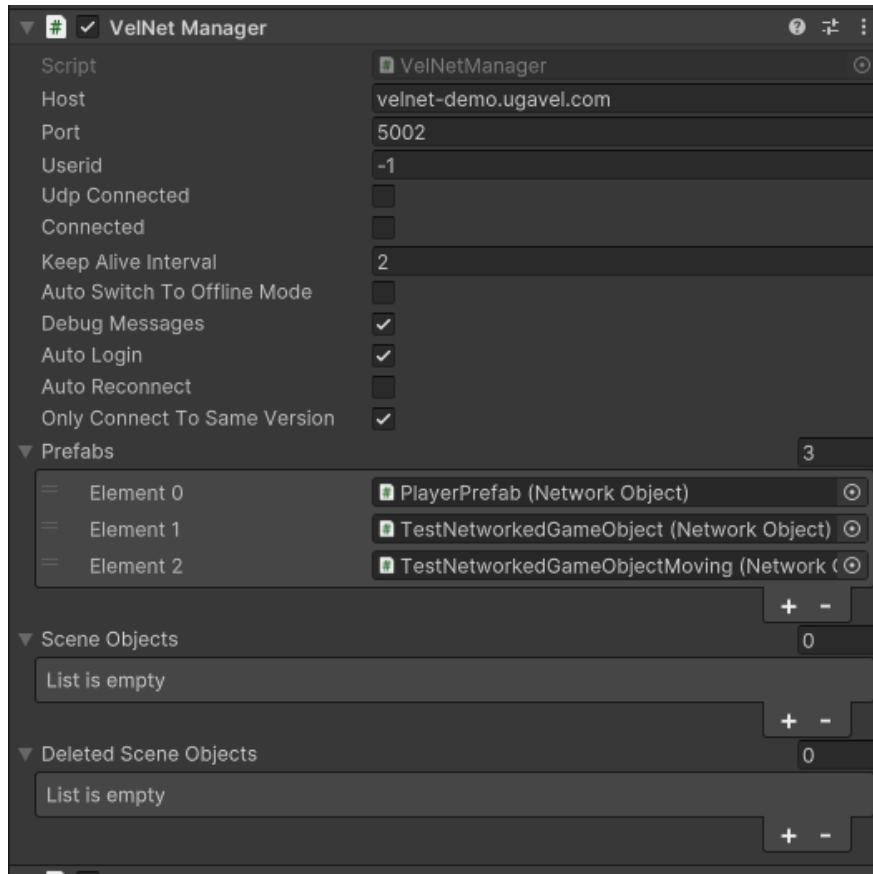 VelNet Manager
Script VelNetManager
Host velnet-demo.ugavel.com
Port 5002
Userid -1
Udp Connected
Connected
Keep Alive Interval 2
Auto Switch To Offline Mode
Debug Messages
Auto Login
Auto Reconnect
Only Connect To Same Version
Prefabs 3
Element 0 PlayerPrefab (Network Object)
Element 1 TestNetworkedGameObject (Network Object)
Element 2 TestNetworkedGameObjectMoving (Network
+ -
Scene Objects 0
List is empty
+ -
Deleted Scene Objects 0
List is empty
+ -